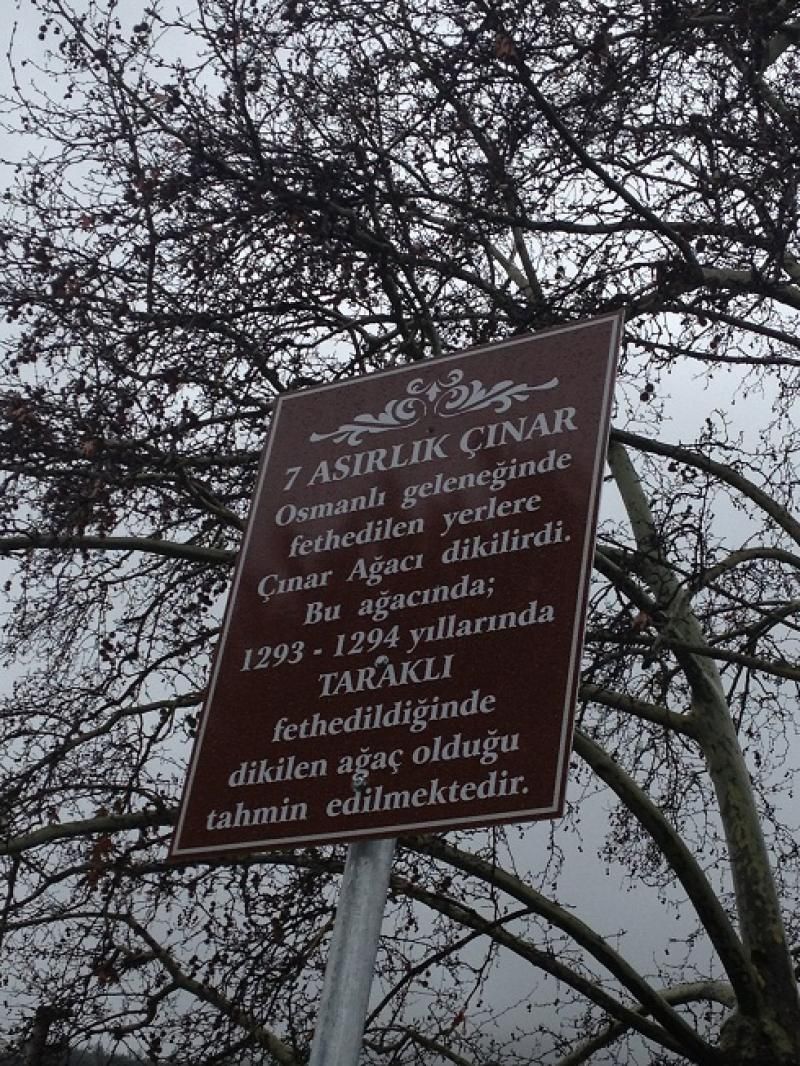 7 ASIRLIK ÇINAR
Osmanlı geleneğinde
fethedilen yerlere
Çınar Ağacı dikilirdi.
Bu ağacında;
1293 - 1294 yıllarında
TARAKLI
fethedildiğinde
dikilen ağaç olduğu
tahmin edilmektedir.